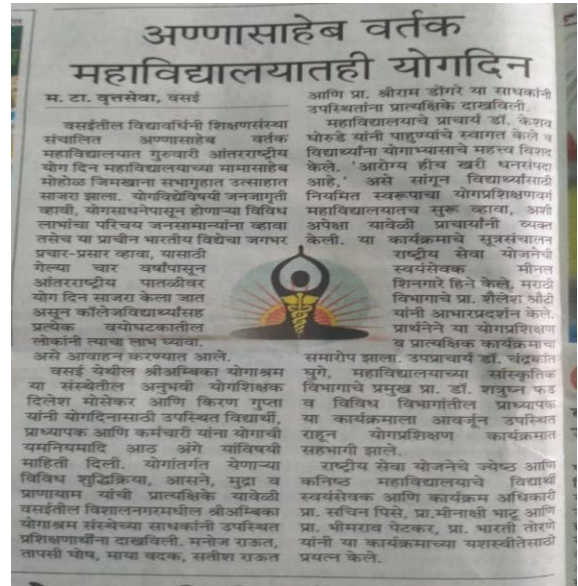 अण्णासाहेब वर्तक
महाविद्यालयातही योगदिन
म. टा. वृत्तसेवा, वसई
वसईतील विद्यावर्धिनी शिक्षणसंस्था
संचालित अण्णासाहेब वर्तक
महाविद्यालयात गुरुवारी आंतरराष्ट्रीय
योग दिन महाविद्यालयाच्या मामासाहेब
मोहोळ जिमखाना सभागृहात उत्साहात
साजरा झाला. योगविद्येविषयी जनजागृती
व्हावी, योगसाधनेपासून होणाऱ्या विविध
लाभांचा परिचय जनसामान्यांना व्हावा
तसेच या प्राचीन भारतीय विद्येचा जगभर
प्रचार-प्रसार व्हावा, यासाठी
गेल्या चार वर्षांपासून
आंतरराष्ट्रीय पातळीवर
योग दिन साजरा केला जात
असून कॉलेजविद्यार्थ्यांसह
प्रत्येक वयोघटकातील
लोकांनी त्याचा लाभ घ्यावा.
असे आवाहन करण्यात आले.
वसई येथील श्रीअम्बिका योगाश्रम
या संस्थेतील अनुभवी योगशिक्षक
दिलेश मोसेकर आणि किरण गुप्ता
यांनी योगदिनासाठी उपस्थित विद्यार्थी,
प्राध्यापक आणि कर्मचारी यांना योगाची
यमनियमादि आठ अंगे यांविषयी
माहिती दिली. योगांतर्गत येणाऱ्या
विविध शुद्धिक्रिया, आसने, मुद्रा व
प्राणायाम यांची प्रात्यक्षिके यावेळी
वसईतील विशालनगरमधील श्रीअम्बिका
योगाश्रम संस्थेच्या साधकांनी उपस्थित
प्रशिक्षणार्थींना दाखविली. मनोज राऊत,
तापसी घोष, माया वदक, सतीश राऊत
आणि प्रा. श्रीराम डोंगरे या साधकांनी
उपस्थितांना प्रात्यक्षिके दाखविली.
महाविद्यालयाचे प्राचार्य डॉ. केशव
घोरुडे यांनी पाहुण्यांचे स्वागत केले व
विद्यार्थ्यांना योगाभ्यासाचे महत्त्व विशद
केले. 'आरोग्य हीच खरी धनसंपदा
आहे,' असे सांगून विद्यार्थ्यांसाठी
नियमित स्वरूपाचा योगप्रशिक्षणवर्ग
महाविद्यालयातच सुरू व्हावा, अशी
अपेक्षा यावेळी प्राचार्यांनी व्यक्त
केली. या कार्यक्रमाचे सूत्रसंचालन
राष्ट्रीय सेवा योजनेची
स्वयंसेवक मीनल
शिनगारे हिने केले. मराठी
विभागाचे प्रा. शैलेश औटी
यांनी आभारप्रदर्शन केले.
प्रार्थनेने या योगप्रशिक्षण
व प्रात्यक्षिक कार्यक्रमाचा
समारोप झाला. उपप्राचार्य डॉ. चंद्रकांत
घुगे, महाविद्यालयाच्या सांस्कृतिक
विभागाचे प्रमुख प्रा. डॉ. शत्रुघ्न फड
व विविध विभागांतील प्राध्यापक
या कार्यक्रमाला आवर्जून उपस्थित
राहून योगप्रशिक्षण कार्यक्रमात
सहभागी झाले.
राष्ट्रीय सेवा योजनेचे ज्येष्ठ आणि
कनिष्ठ महाविद्यालयाचे विद्यार्थी
स्वयंसेवक आणि कार्यक्रम अधिकारी
प्रा. सचिन पिसे, प्रा.मीनाक्षी भाटु आणि
प्रा. भीमराव पेटकर, प्रा. भारती तोरणे
यांनी या कार्यक्रमाच्या यशस्वीतेसाठी
प्रयत्न केले.